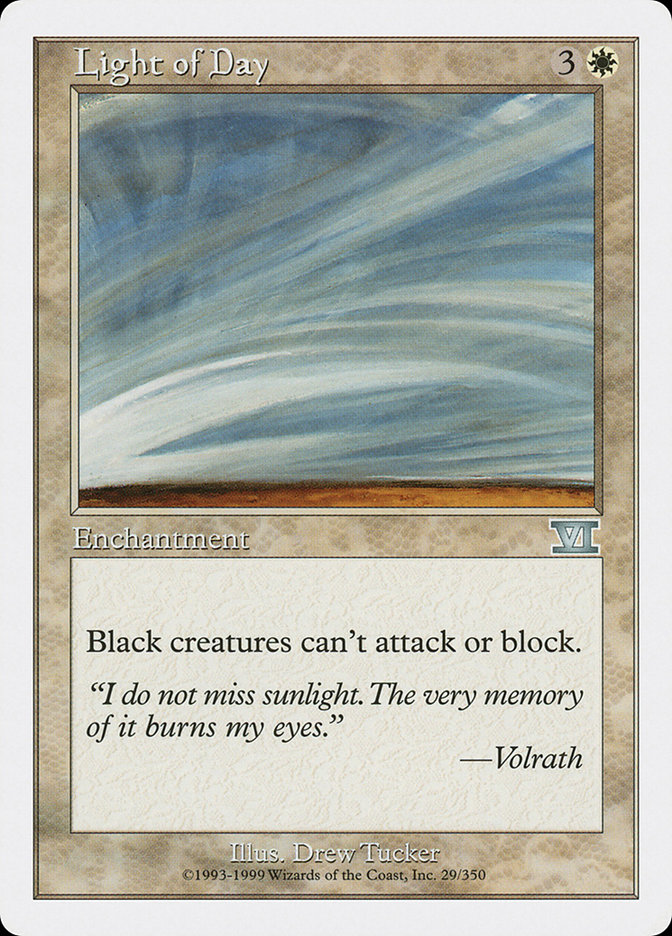 Light of Day 3
Enchantment VI
Black creatures can't attack or block.
“I do not miss sunlight. The very memory
of it burns my eyes.”
—Volrath
Illus. Drew Tucker
©1993-1999 Wizards of the Coast, Inc. 29/350